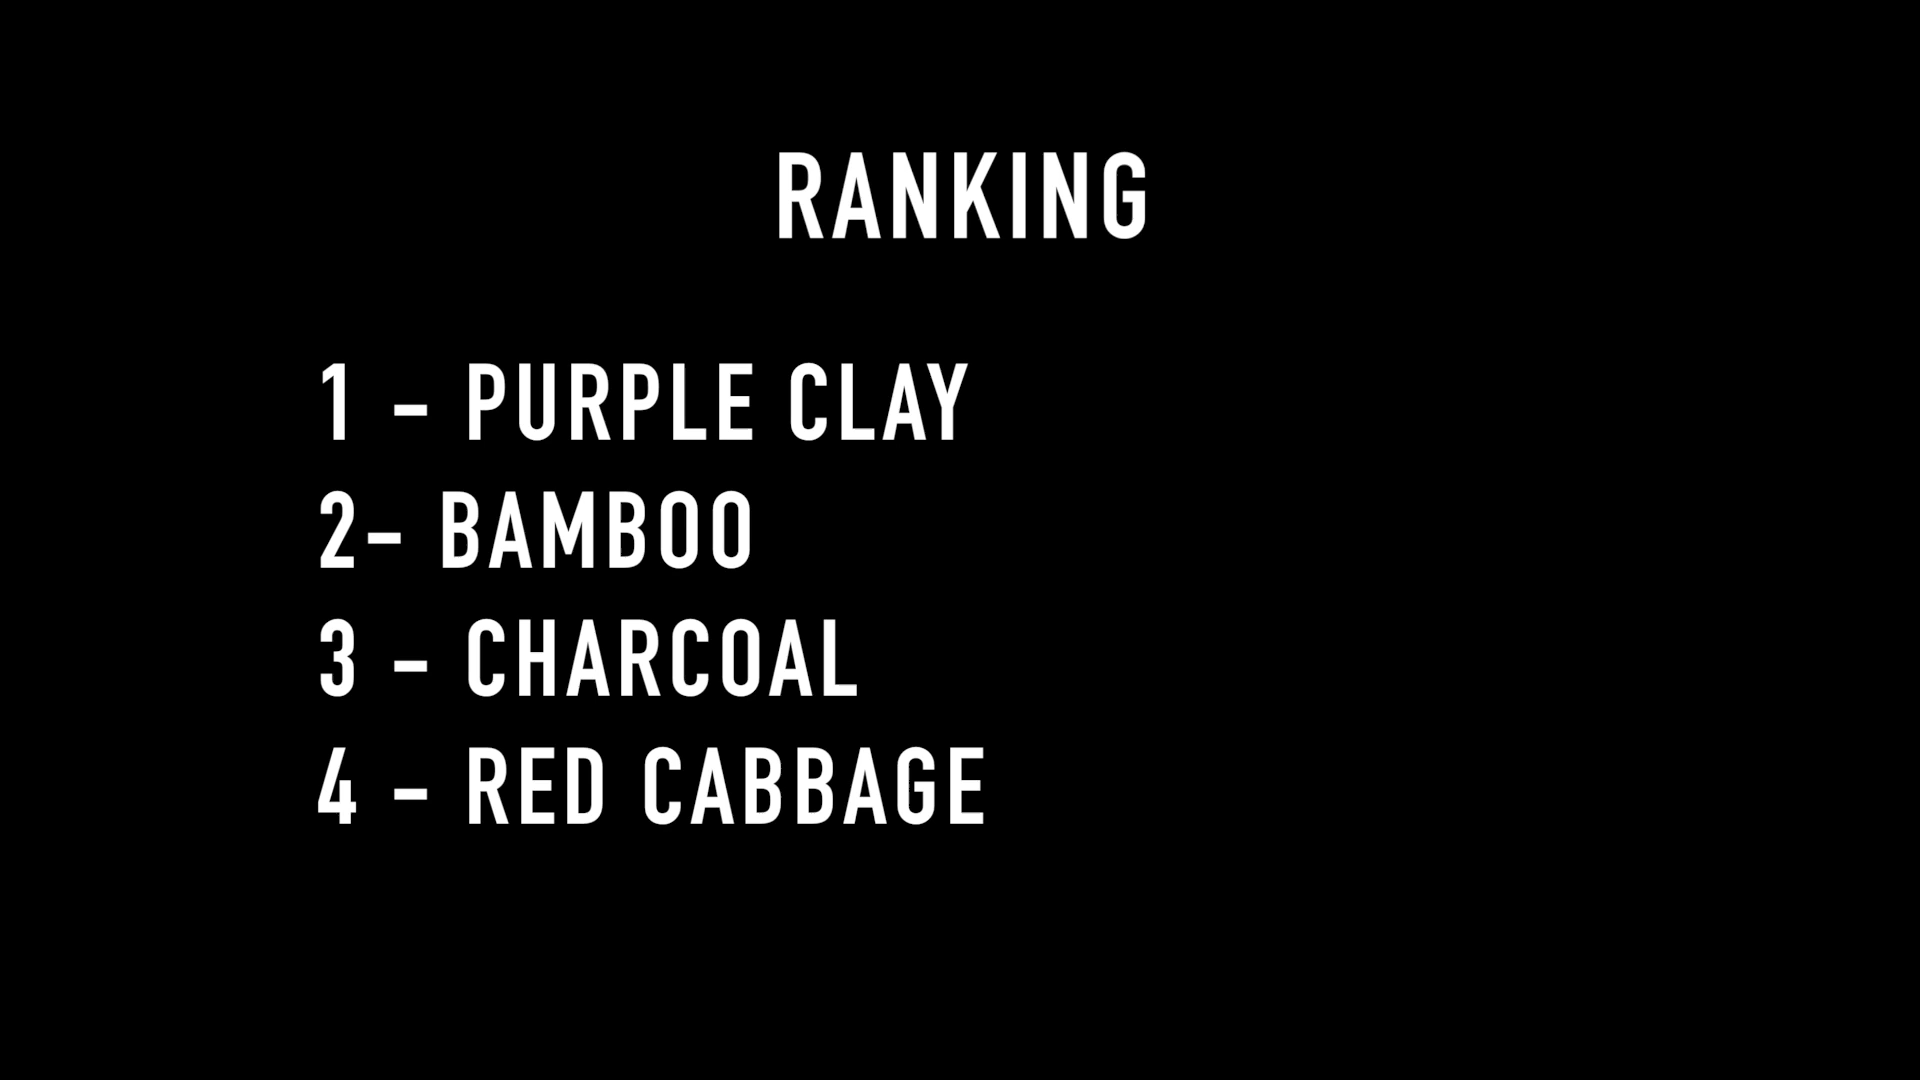 RANKING
1 - PURPLE CLAY
2- BAMBOO
3 - CHARCOAL
4 - RED CABBAGE